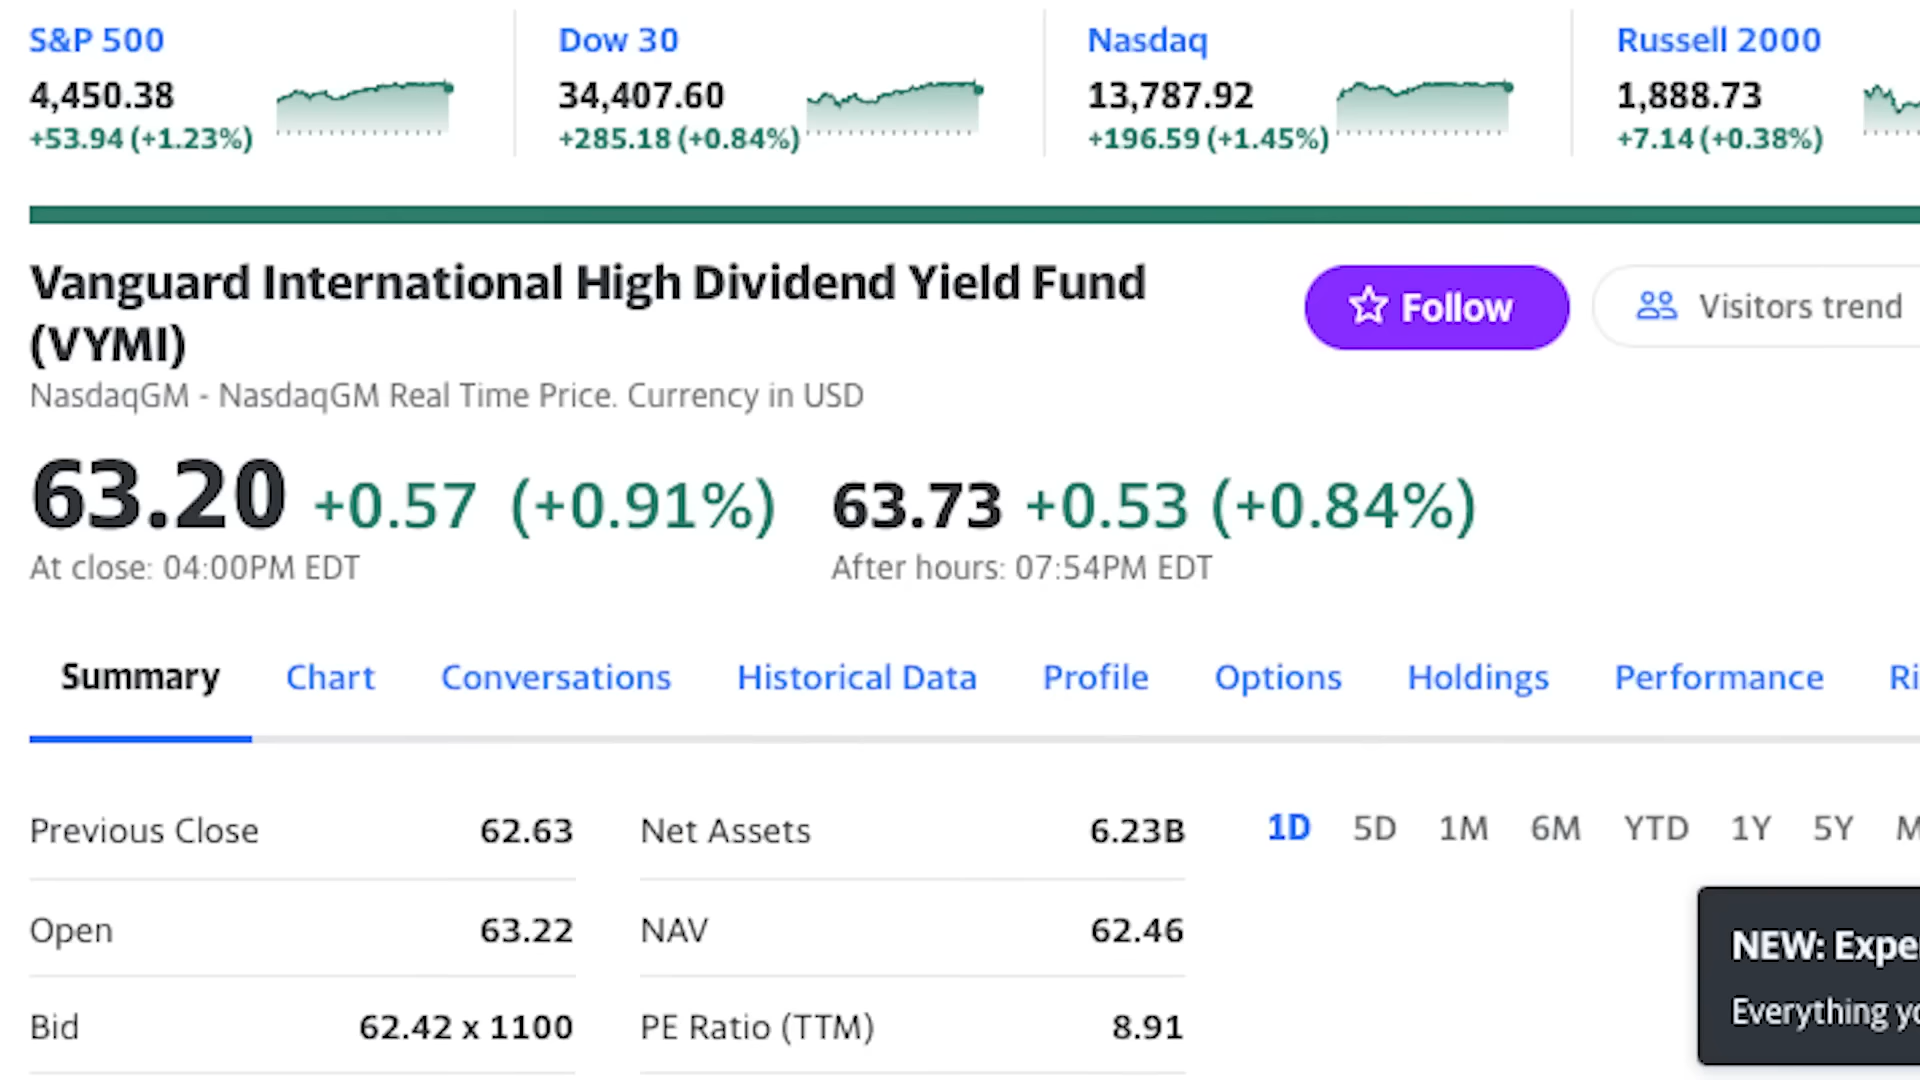 S&P 500
4,450.38
+53.94 (+1.23%)
Dow 30
34,407.60
+285.18 (+0.84%)
Nasdaq
13,787.92
+196.59 (+1.45%)
Russell 2000
1,888.73
+7.14 (+0.38%)
Vanguard International High Dividend Yield Fund
(VYMI)
Follow
Visitors trend
NasdaqGM - NasdaqGM Real Time Price. Currency in USD
63.20 +0.57 (+0.91%)
At close: 04:00PM EDT
63.73 +0.53 (+0.84%)
After hours: 07:54PM EDT
Summary Chart Conversations Historical Data Profile Options Holdings Performance
Previous Close 62.63
Open 63.22
Bid 62.42 x 1100
Net Assets 6.23B
NAV 62.46
PE Ratio (TTM) 8.91
1D 5D 1M 6M YTD 1Y 5Y
NEW:
Everything